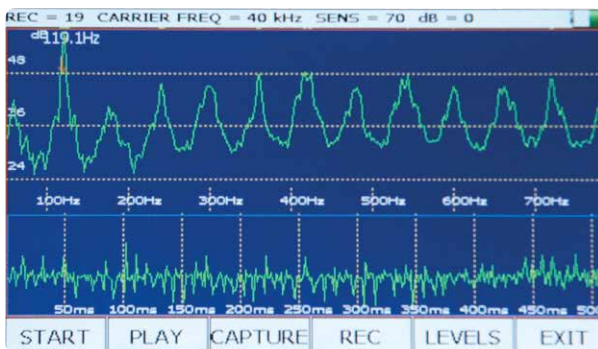 REC = 19 CARRIER FREQ = 40 kHz SENS = 70 dB = 0
dB 119.1Hz
48
36
24
100Hz 200Hz 300Hz 400Hz 500Hz 600Hz 700Hz
50ms 100ms 150ms 200ms 250ms 300ms 350ms 400ms 450ms
START PLAY CAPTURE REC LEVELS EXIT